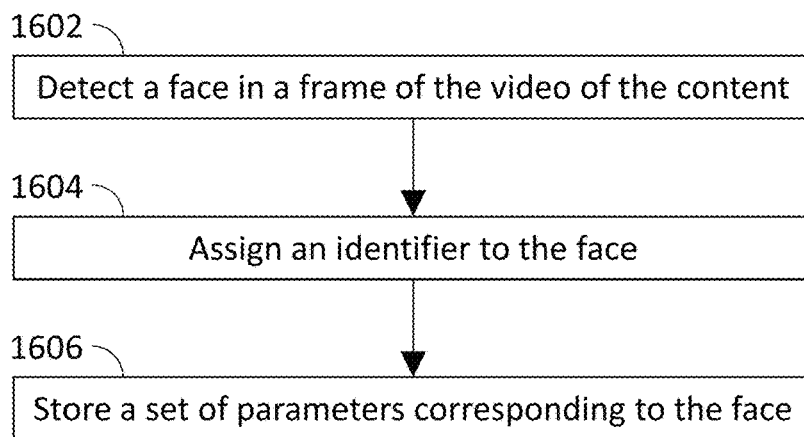 1602
Detect a face in a frame of the video of the content
1604
Assign an identifier to the face
1606
Store a set of parameters corresponding to the face